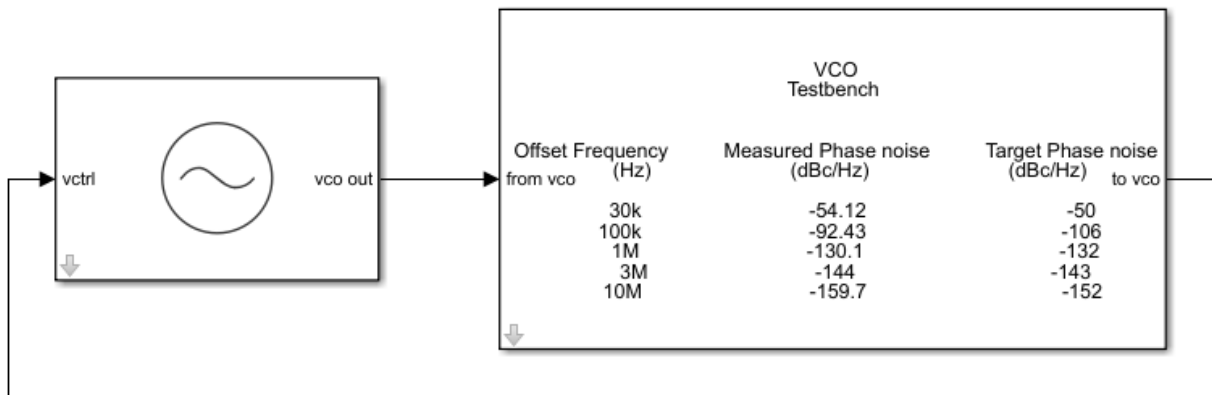 VCO
Testbench
vctrl
vco out
Offset Frequency Measured Phase noise Target Phase noise
(Hz) (dBc/Hz) (dBc/Hz)
from vco
to vco
30k -54.12 -50
100k -92.43 -106
1M -130.1 -132
3M -144 -143
10M -159.7 -152